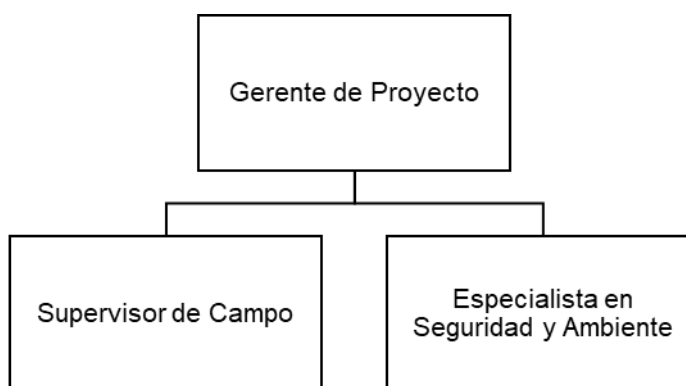 Gerente de Proyecto
Supervisor de Campo
Especialista en
Seguridad y Ambiente